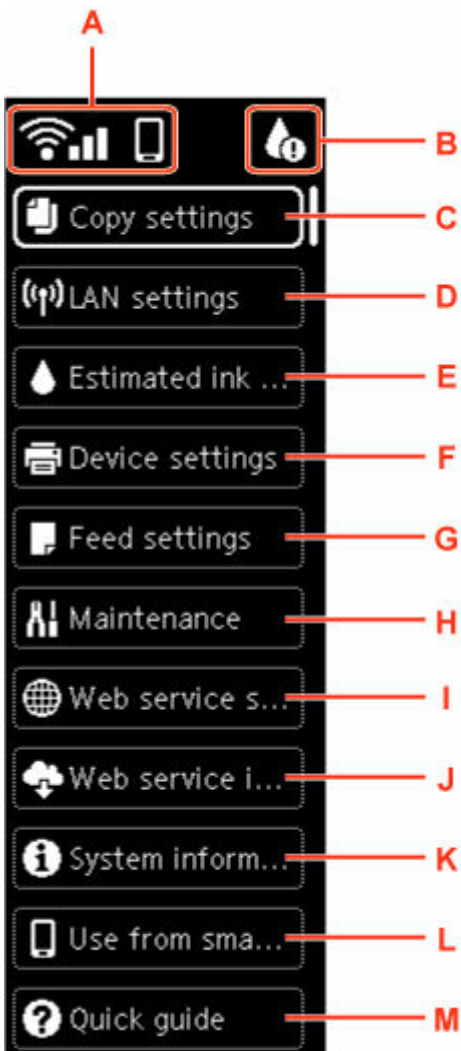 A
B
Copy settings C
LAN settings D
Estimated ink ... E
Device settings F
Feed settings G
Maintenance H
Web service s... I
Web service i... J
System inform... K
Use from sma... L
Quick guide M